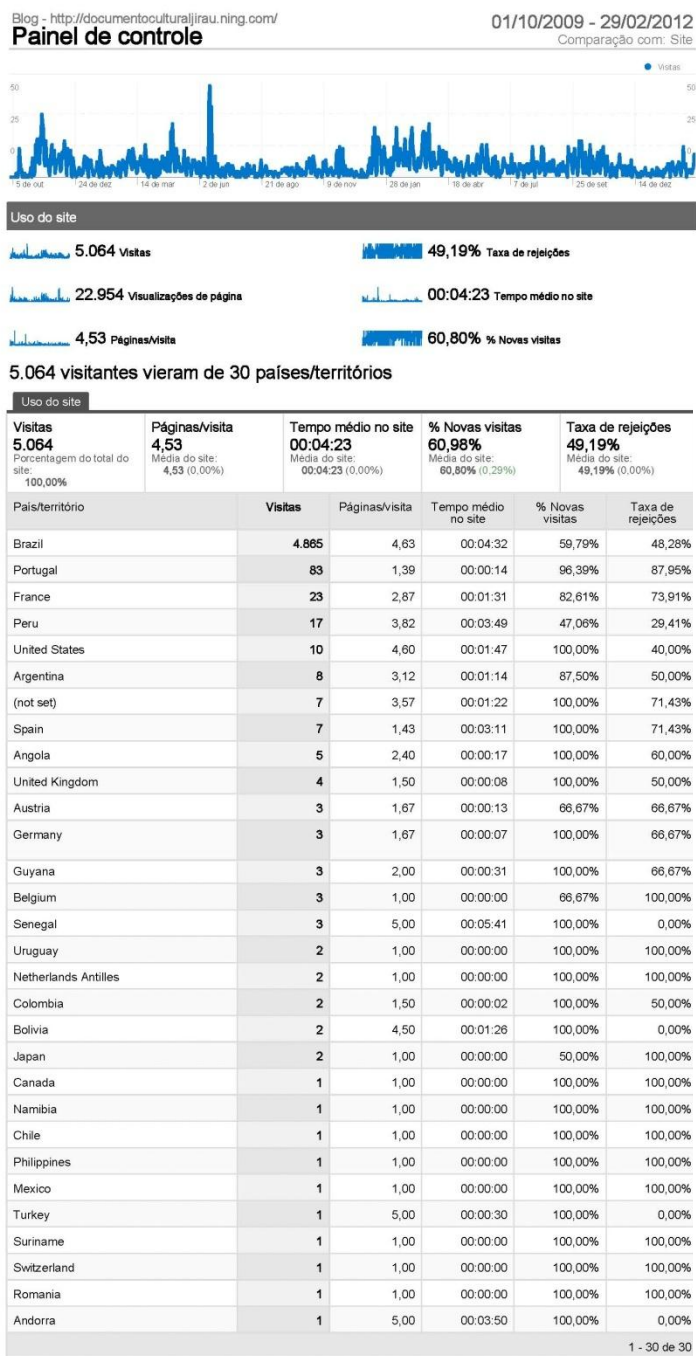 Blog - http://documentoculturaljirau.ning.com/
Painel de controle
01/10/2009 - 29/02/2012
Comparação com: Site
Visitas
50 50
25 25
0 0
5 de out 24 de dez 14 de mar 2 de jun 21 de ago 9 de nov 28 de jan 18 de abr 7 de jul 25 de set 14 de dez
Uso do site
5.064 Visitas
49,19% Taxa de rejeições
22.954 Visualizações de página
00:04:23 Tempo médio no site
4,53 Páginas/visita
60,80% % Novas visitas
5.064 visitantes vieram de 30 países/territórios
Uso do site
Visitas Páginas/visita Tempo médio no site % Novas visitas Taxa de rejeições
5.064 4,53 00:04:23 60,98% 49,19%
Porcentagem do total do Média do site: Média do site: Média do site: Média do site:
site: 4,53 (0,00%) 00:04:23 (0,00%) 60,80% (0,29%) 49,19% (0,00%)
100,00%
País/território Visitas Páginas/visita Tempo médio % Novas Taxa de
no site visitas rejeições
Brazil 4.865 4,63 00:04:32 59,79% 48,28%
Portugal 83 1,39 00:00:14 96,39% 87,95%
France 23 2,87 00:01:31 82,61% 73,91%
Peru 17 3,82 00:03:49 47,06% 29,41%
United States 10 4,60 00:01:47 100,00% 40,00%
Argentina 8 3,12 00:01:14 87,50% 50,00%
(not set) 7 3,57 00:01:22 100,00% 71,43%
Spain 7 1,43 00:03:11 100,00% 71,43%
Angola 5 2,40 00:00:17 100,00% 60,00%
United Kingdom 4 1,50 00:00:08 100,00% 50,00%
Austria 3 1,67 00:00:13 66,67% 66,67%
Germany 3 1,67 00:00:07 100,00% 66,67%
Guyana 3 2,00 00:00:31 100,00% 66,67%
Belgium 3 1,00 00:00:00 66,67% 100,00%
Senegal 3 5,00 00:05:41 100,00% 0,00%
Uruguay 2 1,00 00:00:00 100,00% 100,00%
Netherlands Antilles 2 1,00 00:00:00 100,00% 100,00%
Colombia 2 1,50 00:00:02 100,00% 50,00%
Bolivia 2 4,50 00:01:26 100,00% 0,00%
Japan 2 1,00 00:00:00 50,00% 100,00%
Canada 1 1,00 00:00:00 100,00% 100,00%
Namibia 1 1,00 00:00:00 100,00% 100,00%
Chile 1 1,00 00:00:00 100,00% 100,00%
Philippines 1 1,00 00:00:00 100,00% 100,00%
Mexico 1 1,00 00:00:00 100,00% 100,00%
Turkey 1 5,00 00:00:30 100,00% 0,00%
Suriname 1 1,00 00:00:00 100,00% 100,00%
Switzerland 1 1,00 00:00:00 100,00% 100,00%
Romania 1 1,00 00:00:00 100,00% 100,00%
Andorra 1 5,00 00:03:50 100,00% 0,00%
1 - 30 de 30